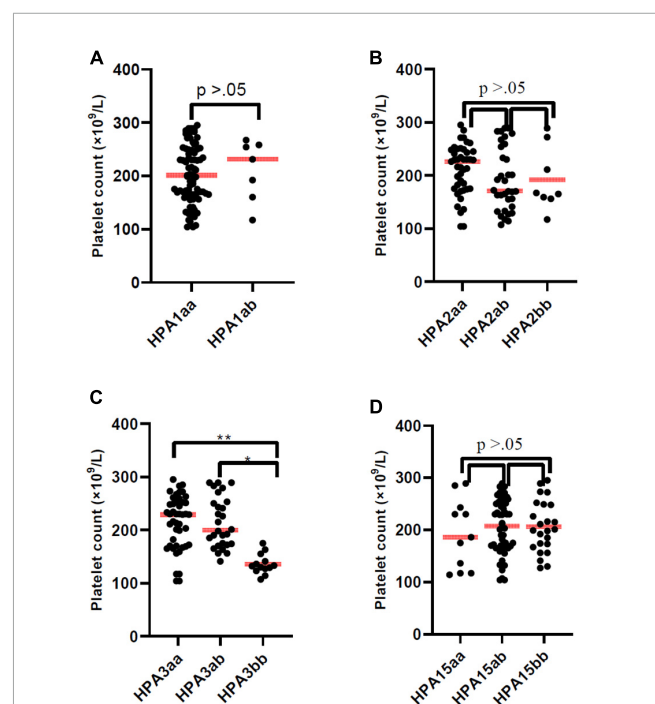 A
Platelet count (×10⁹/L)
400
300
200
100
0
p >.05
HPA1aa
HPA1ab
B
Platelet count (×10⁹/L)
400
300
200
100
0
p >.05
HPA2aa
HPA2ab
HPA2bb
C
Platelet count (×10⁹/L)
400
300
200
100
0
**
*
HPA3aa
HPA3ab
HPA3bb
D
Platelet count (×10⁹/L)
400
300
200
100
0
p >.05
HPA15aa
HPA15ab
HPA15bb